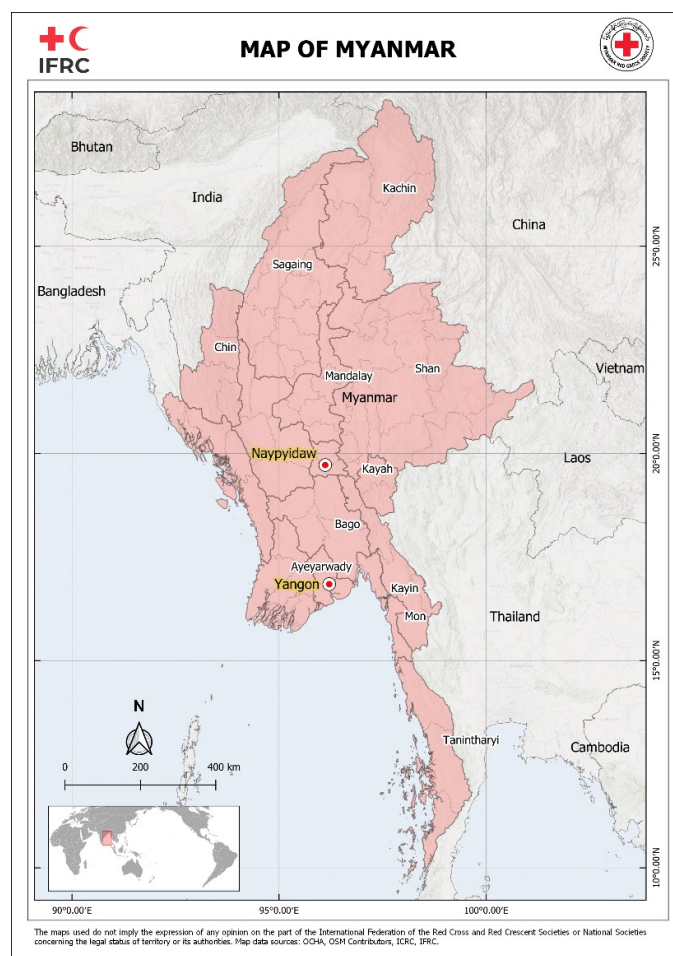 IFRC
MAP OF MYANMAR
MYANMAR RED CROSS SOCIETY
Bhutan
India
Kachin
China
25°0.00'N
Sagaing
Bangladesh
Chin
Vietnam
Mandalay
Shan
Myanmar
20°0.00'N
Naypyidaw
Kayah
Laos
Bago
Ayeyarwady
Yangon
Kayin
Mon
Thailand
15°0.00'N
N
Tanintharyi
Cambodia
0 200 400 km
10°0.00'N
90°0.00'E 95°0.00'E 100°0.00'E
The maps used do not imply the expression of any opinion on the part of the International Federation of the Red Cross and Red Crescent Societies or National Societies
concerning the legal status of territory or its authorities. Map data sources: OCHA, OSM Contributors, ICRC, IFRC.